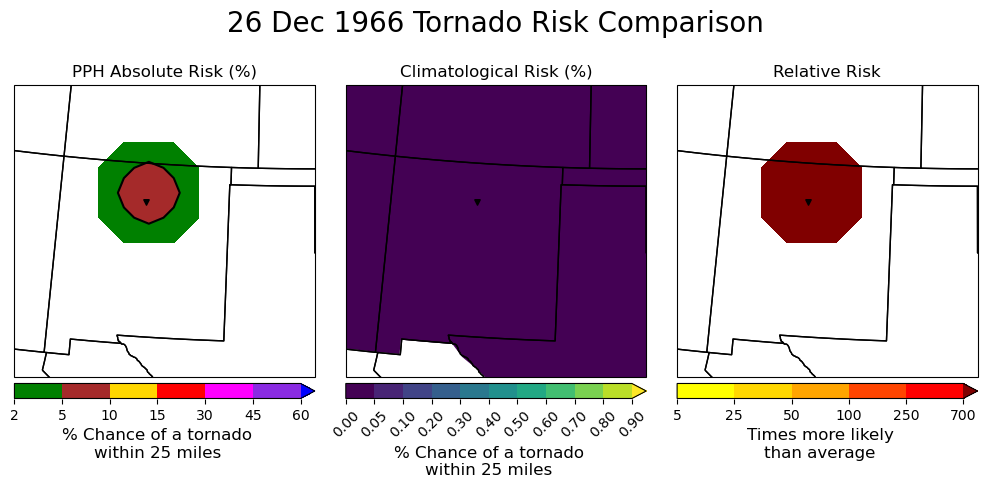 26 Dec 1966 Tornado Risk Comparison
PPH Absolute Risk (%)
Climatological Risk (%)
Relative Risk
2 5 10 15 30 45 60
% Chance of a tornado
within 25 miles
0.00 0.05 0.10 0.20 0.30 0.40 0.50 0.60 0.70 0.80 0.90
% Chance of a tornado
within 25 miles
5 25 50 100 250 700
Times more likely
than average